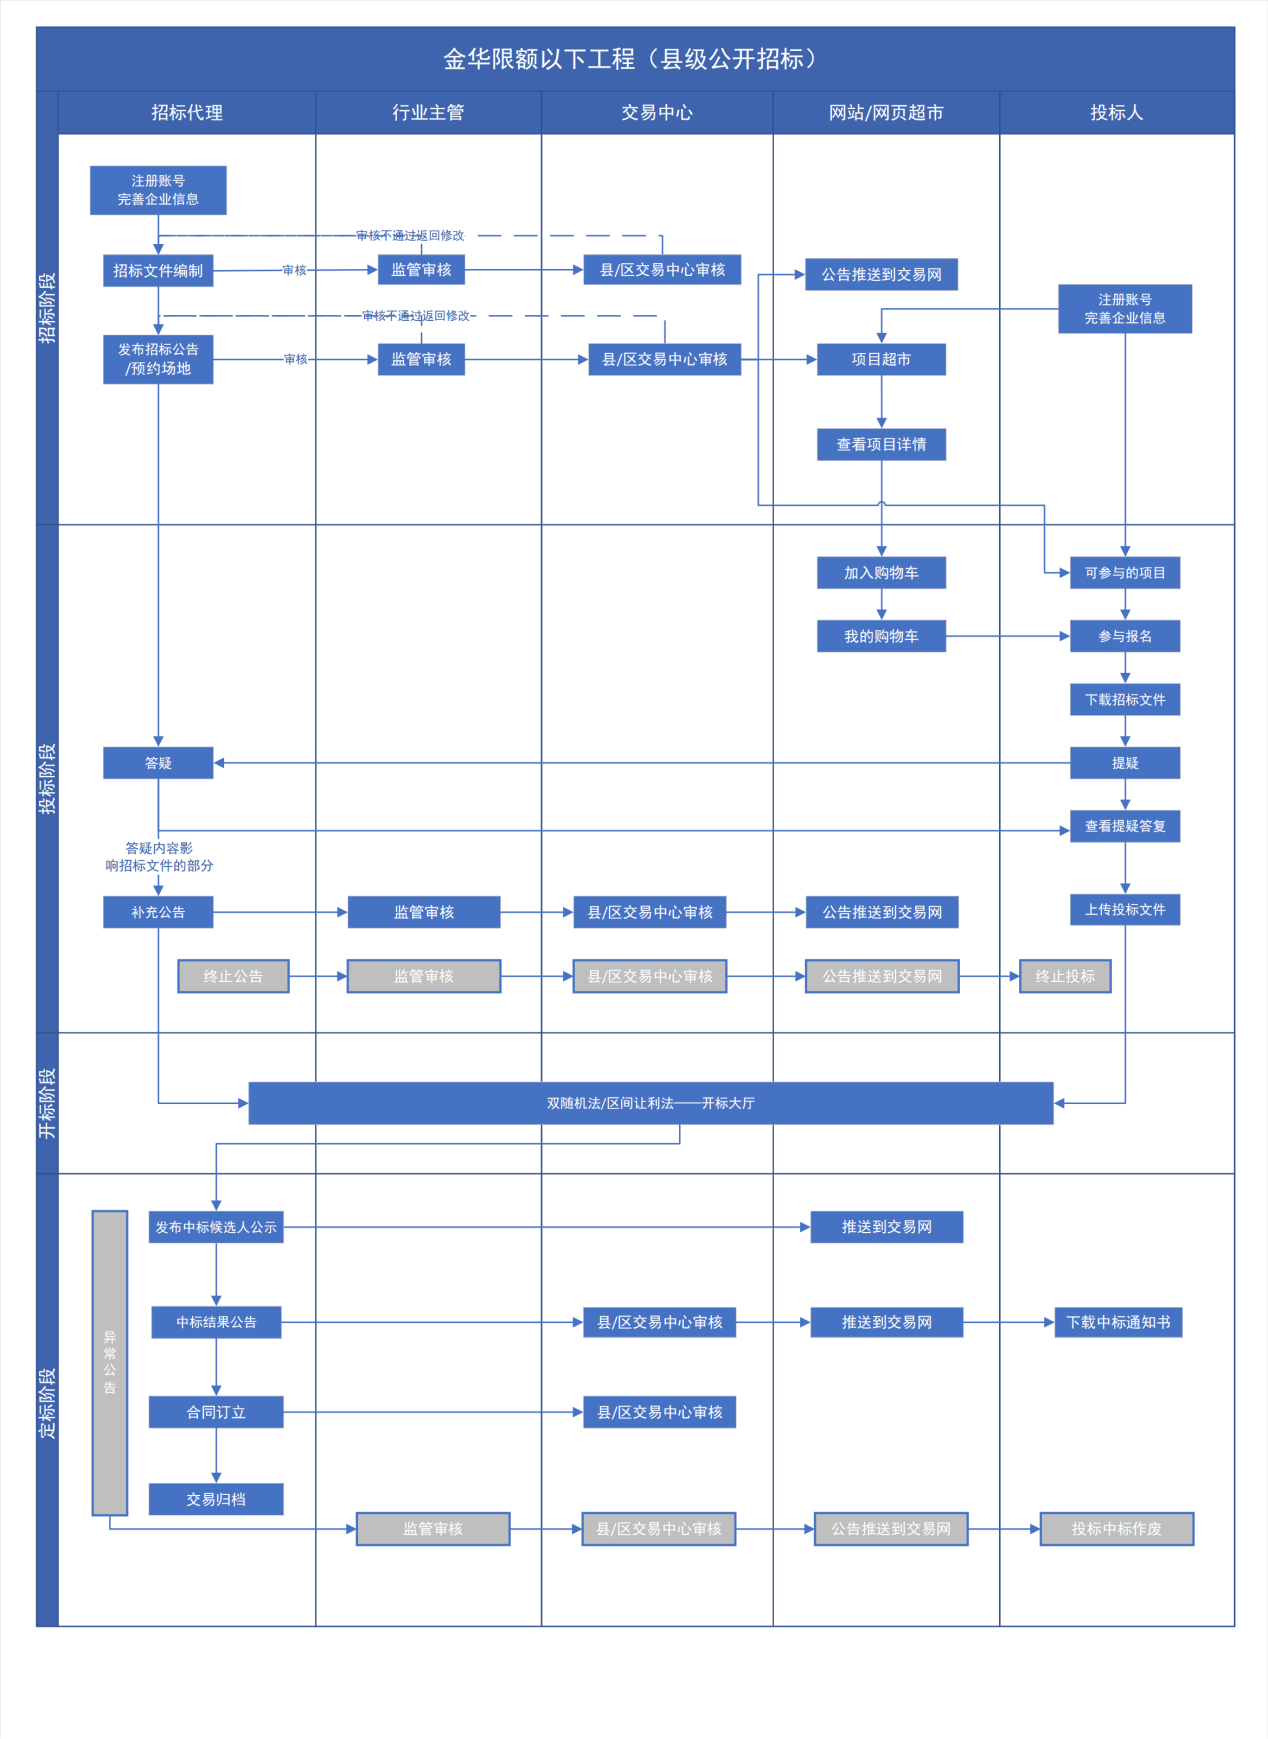 金华限额以下工程（县级公开招标）
招标代理
行业主管
交易中心
网站/网页超市
投标人
招标阶段
注册账号
完善企业信息
审核不通过返回修改
招标文件编制
审核
监管审核
县/区交易中心审核
公告推送到交易网
注册账号
完善企业信息
审核不通过返回修改
发布招标公告
/预约场地
审核
监管审核
县/区交易中心审核
项目超市
查看项目详情
投标阶段
加入购物车
可参与的项目
我的购物车
参与报名
下载招标文件
答疑
提疑
查看提疑答复
答疑内容影
响招标文件的部分
补充公告
监管审核
县/区交易中心审核
公告推送到交易网
上传投标文件
终止公告
监管审核
县/区交易中心审核
公告推送到交易网
终止投标
开标阶段
双随机法/区间让利法——开标大厅
定标阶段
发布中标候选人公示
推送到交易网
中标结果公告
县/区交易中心审核
推送到交易网
下载中标通知书
异
常
公
告
合同订立
县/区交易中心审核
交易归档
监管审核
县/区交易中心审核
公告推送到交易网
投标中标作废